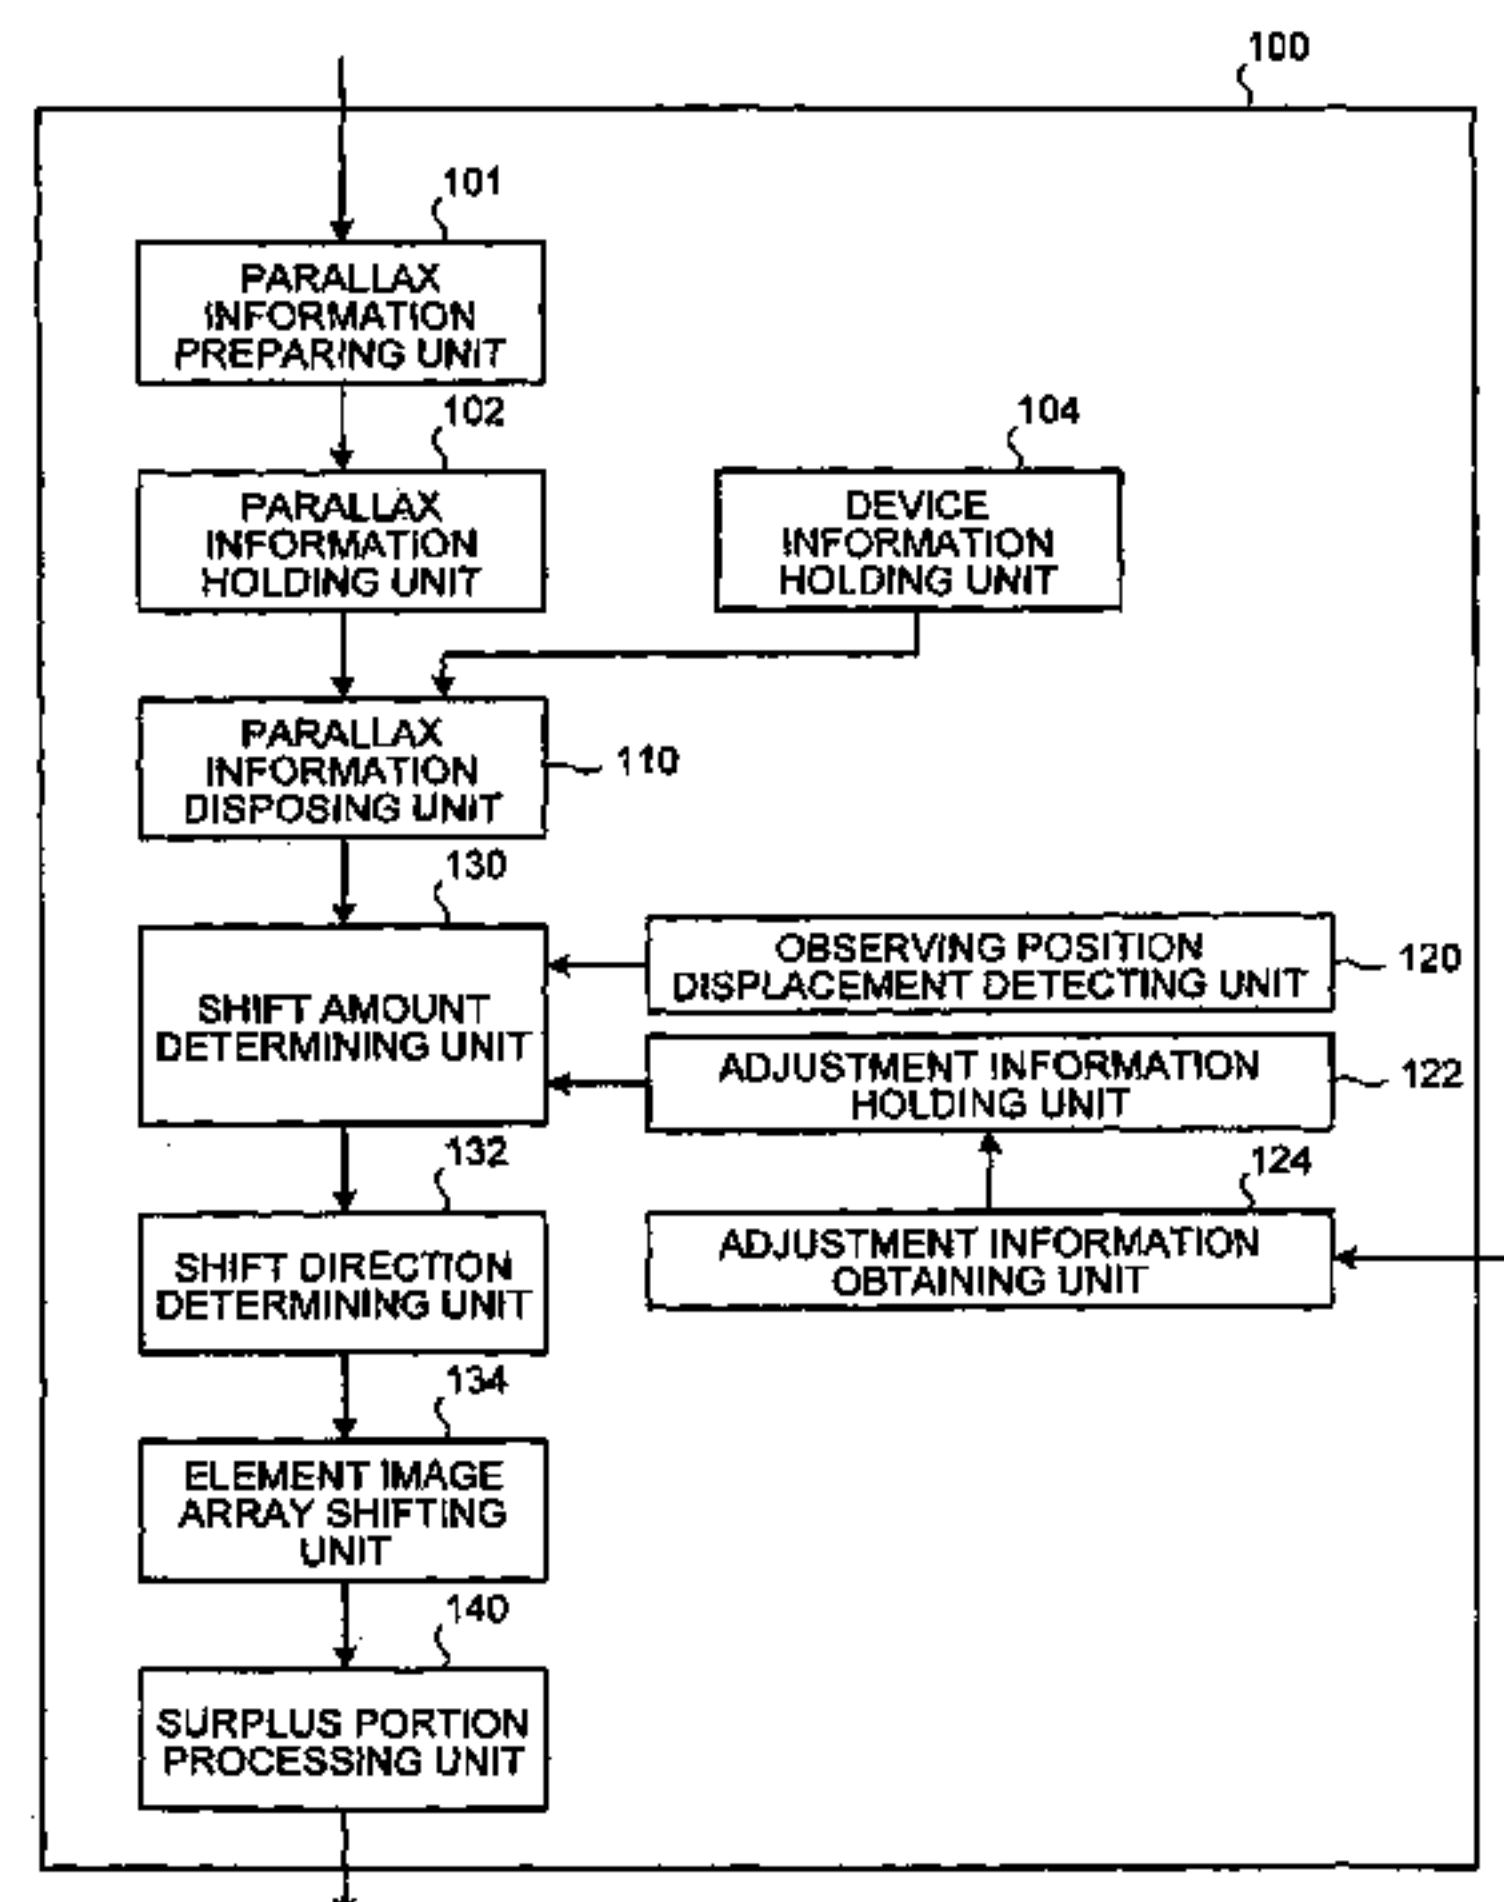 100
101
PARALLAX
INFORMATION
PREPARING UNIT
102
PARALLAX
INFORMATION
HOLDING UNIT
104
DEVICE
INFORMATION
HOLDING UNIT
PARALLAX
INFORMATION
DISPOSING UNIT
110
130
SHIFT AMOUNT
DETERMINING UNIT
OBSERVING POSITION
DISPLACEMENT DETECTING UNIT
120
ADJUSTMENT INFORMATION
HOLDING UNIT
122
132
SHIFT DIRECTION
DETERMINING UNIT
124
ADJUSTMENT INFORMATION
OBTAINING UNIT
134
ELEMENT IMAGE
ARRAY SHIFTING
UNIT
140
SURPLUS PORTION
PROCESSING UNIT